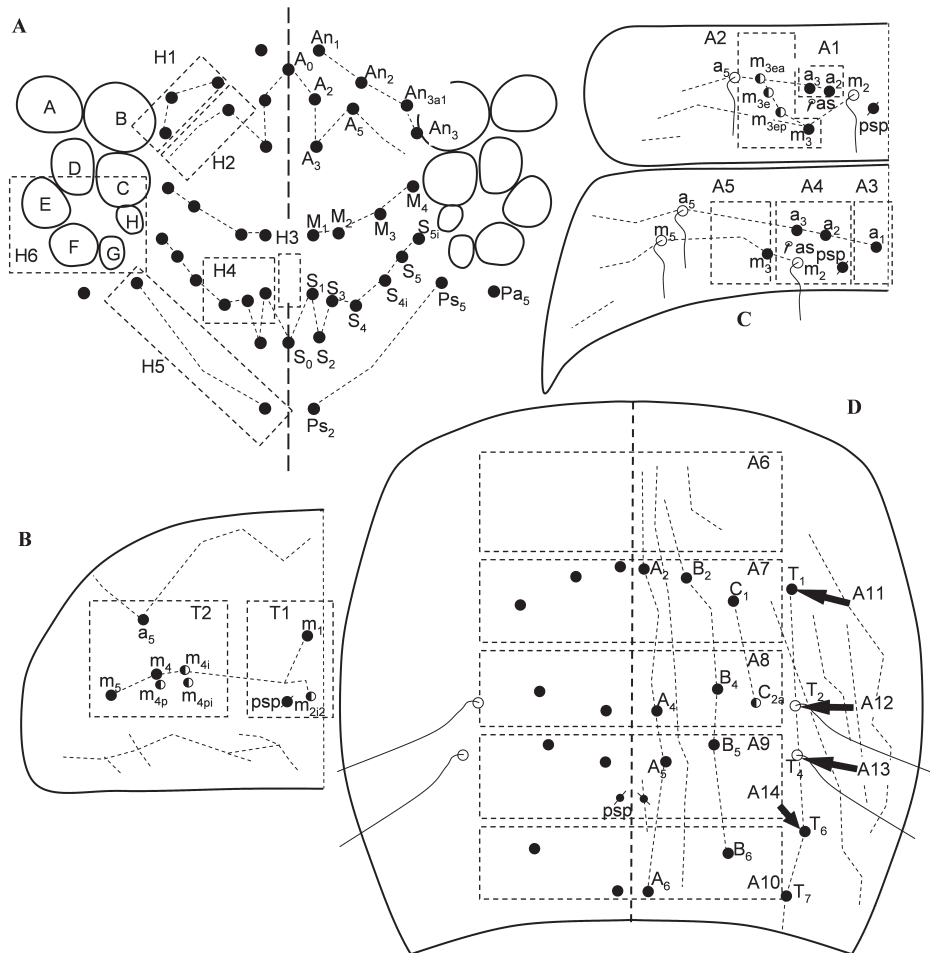 A
H1
A B
D C
E H
F G
H6
H2
H3
H4
H5
An1
A0
A2
An2
An3a1
An3
A5
A3
M4
M1 M2 M3
S5i
S5
S4i
S1 S3
S4
S0 S2
Ps5 Pa5
Ps2
A2 A1
a5 m3ea a3 a2 m2
m3e as
m3ep m3 psp
A5 A4 A3
a5 a3 a2 a1
m5 as
m3 m2 psp
C
B
T2 T1
a5 m1
m4 m4i
m5 m4p m4pi psp m2i2
D
A6
A2 B2 A7
C1 T1 A11
A8
B4 C2a T2 A12
A4
B5 A9
A5 T4 A13
psp A14
T6
B6
A6 A10 T7